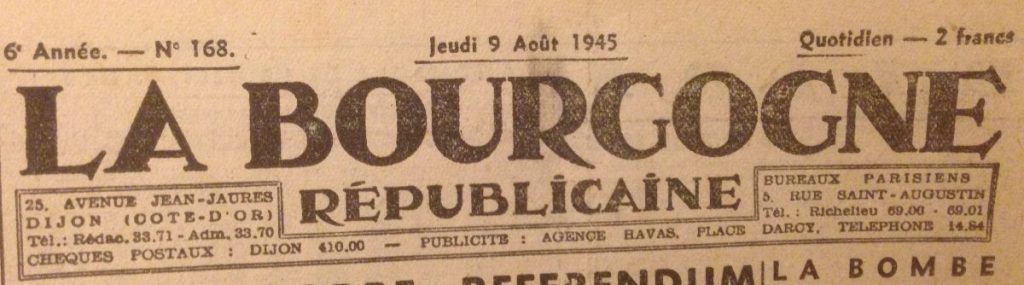 6e Année. — No 168.
Jeudi 9 Août 1945
Quotidien — 2 francs
LA BOURGOGNE
RÉPUBLICAINE
25, AVENUE JEAN-JAURES
DIJON (COTE-D'OR)
Tél.: Rédac. 33.71 - Adm. 33.70
CHEQUES POSTAUX : DIJON 410.00 — PUBLICITE : AGENCE HAVAS, PLACE DARCY, TELEPHONE 14.84
BUREAUX PARISIENS
5, RUE SAINT-AUGUSTIN
Tél. : Richelieu 69.00 - 69.01
REFERENDUM
LA BOMBE